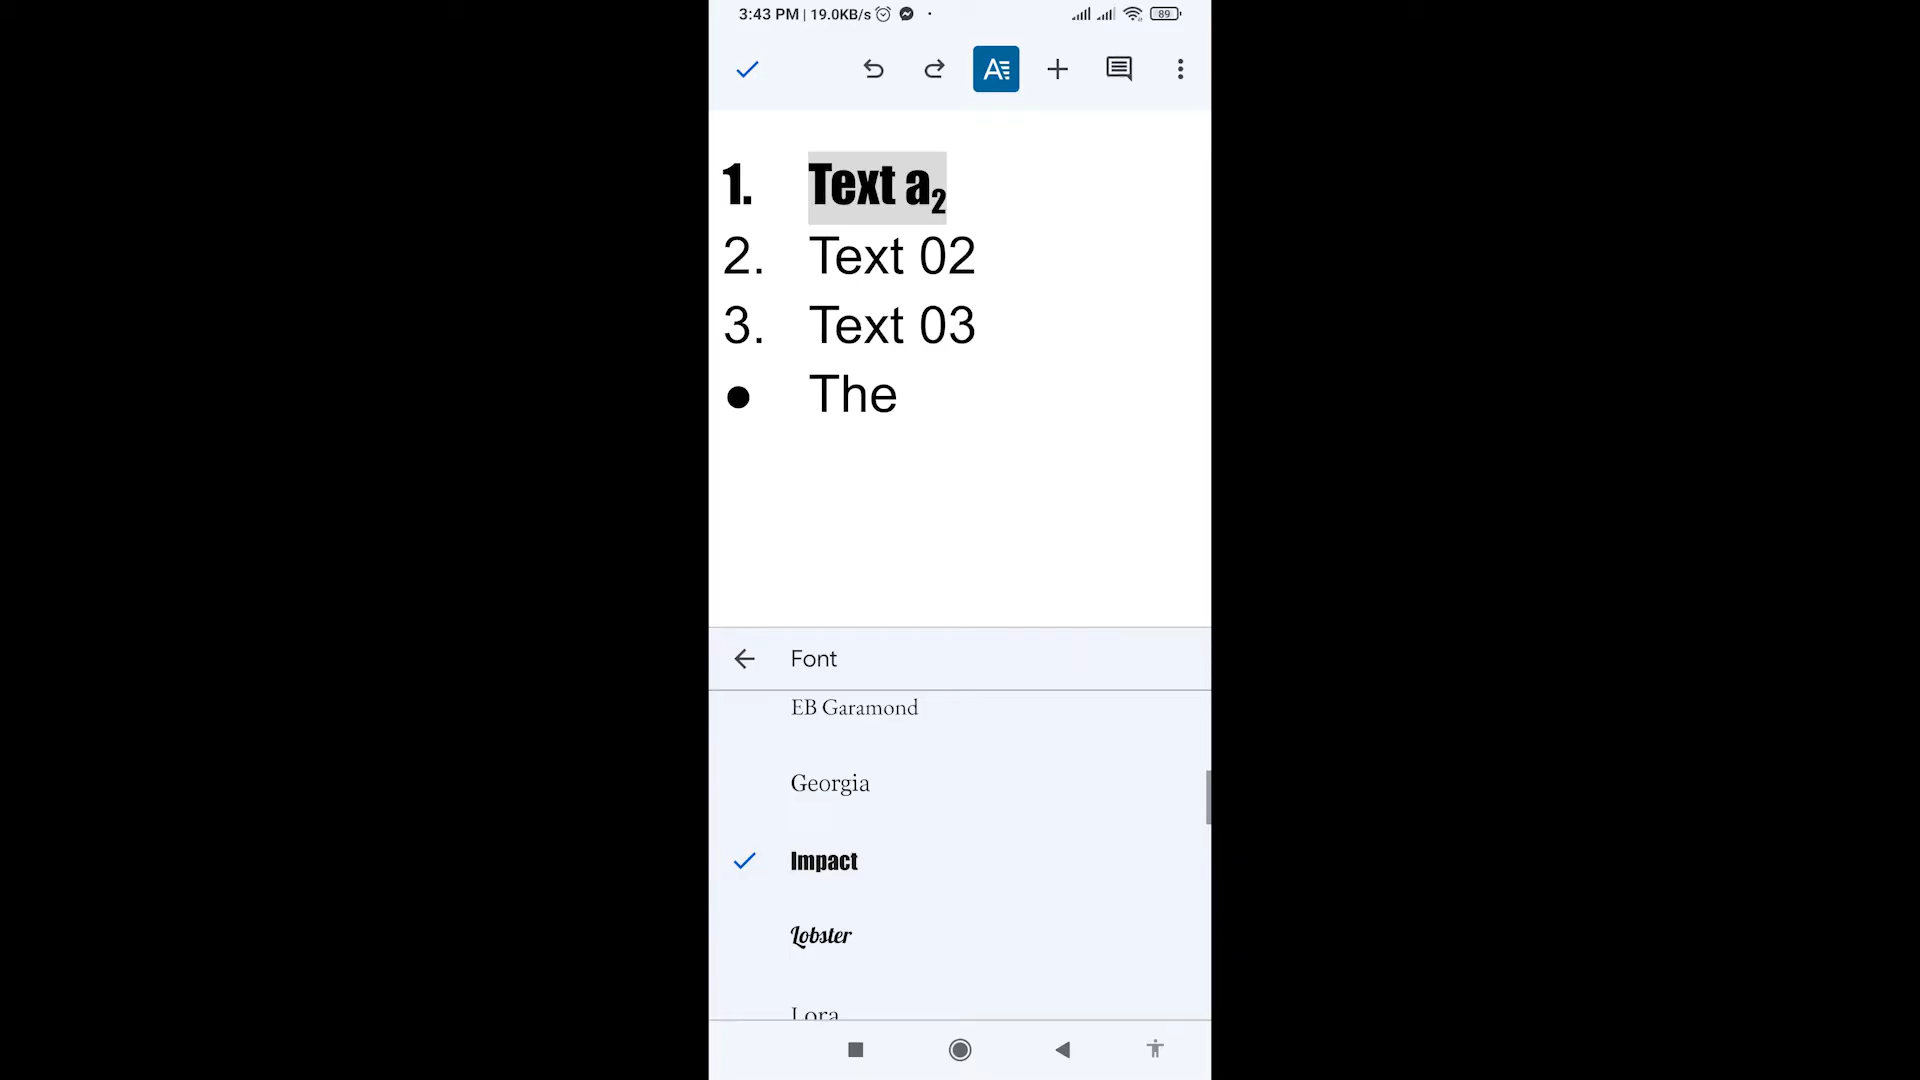 3:43 PM | 19.0KB/s 89
A
1. Text a₂
2. Text 02
3. Text 03
● The
Font
EB Garamond
Georgia
Impact
Lobster
Lora